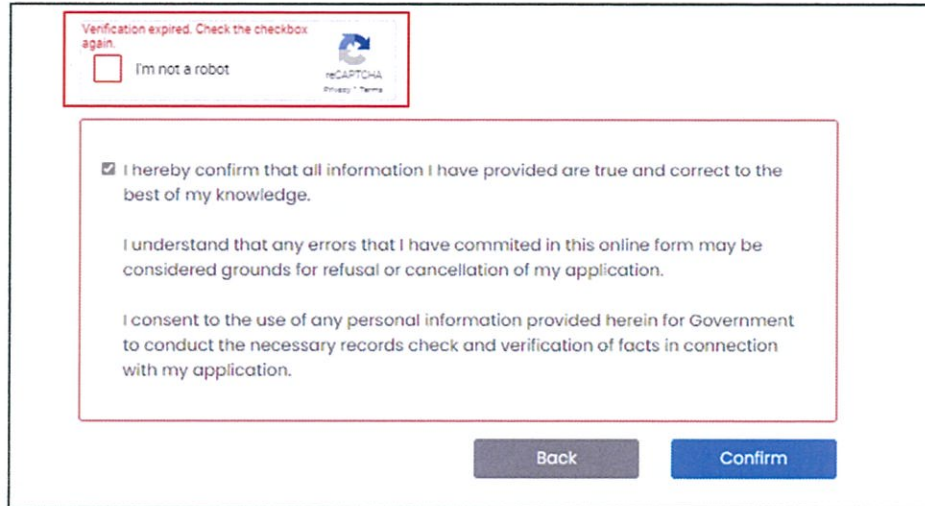 Verification expired. Check the checkbox
again.
I'm not a robot
reCAPTCHA
Privacy - Terms
I hereby confirm that all information I have provided are true and correct to the
best of my knowledge.
I understand that any errors that I have commited in this online form may be
considered grounds for refusal or cancellation of my application.
I consent to the use of any personal information provided herein for Government
to conduct the necessary records check and verification of facts in connection
with my application.
Back
Confirm